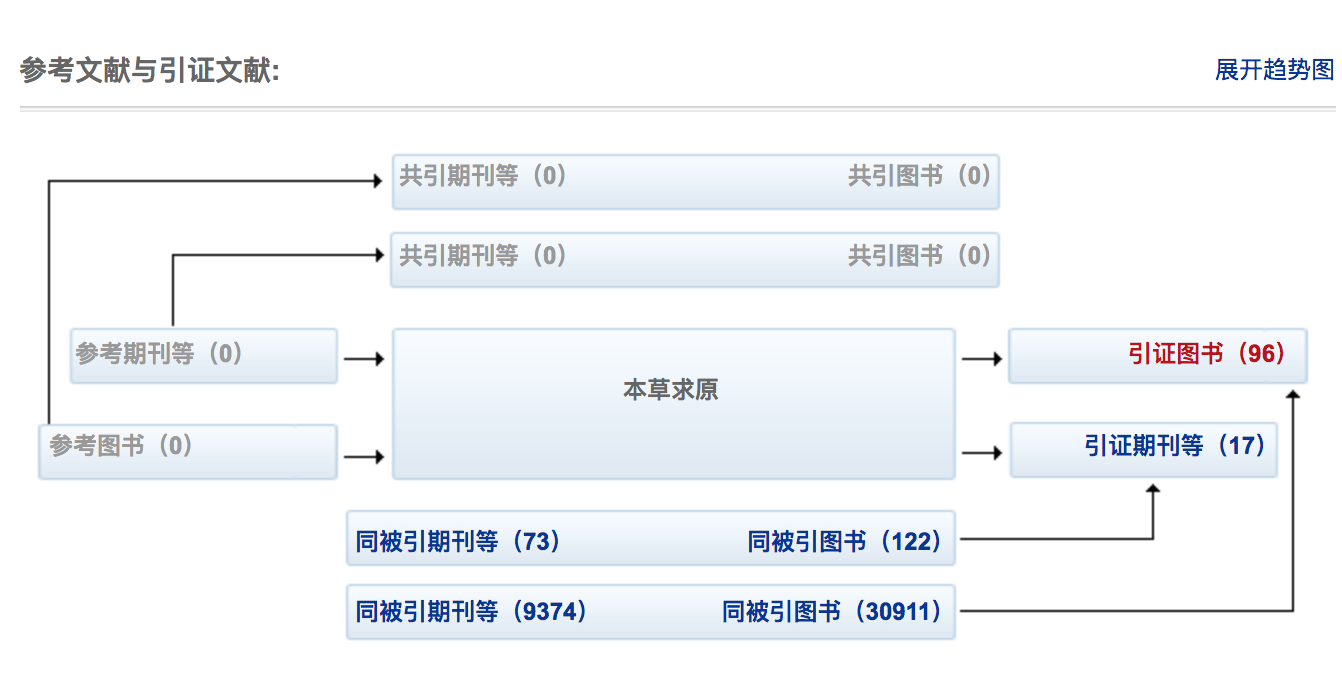 参考文献与引证文献:
展开趋势图
共引期刊等（0） 共引图书（0）
共引期刊等（0） 共引图书（0）
参考期刊等（0）
引证图书（96）
本草求原
参考图书（0）
引证期刊等（17）
同被引期刊等（73） 同被引图书（122）
同被引期刊等（9374） 同被引图书（30911）